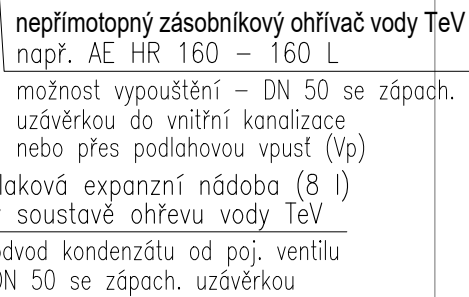 nepřímotopný zásobníkový ohřívač vody TeV
např. AE HR 160 – 160 L
možnost vypouštění – DN 50 se zápach.
uzávěrkou do vnitřní kanalizace
nebo přes podlahovou vpusť (Vp)
laková expanzní nádoba (8 l)
soustavě ohřevu vody TeV
odvod kondenzátu od poj. ventilu
DN 50 se zápach. uzávěrkou